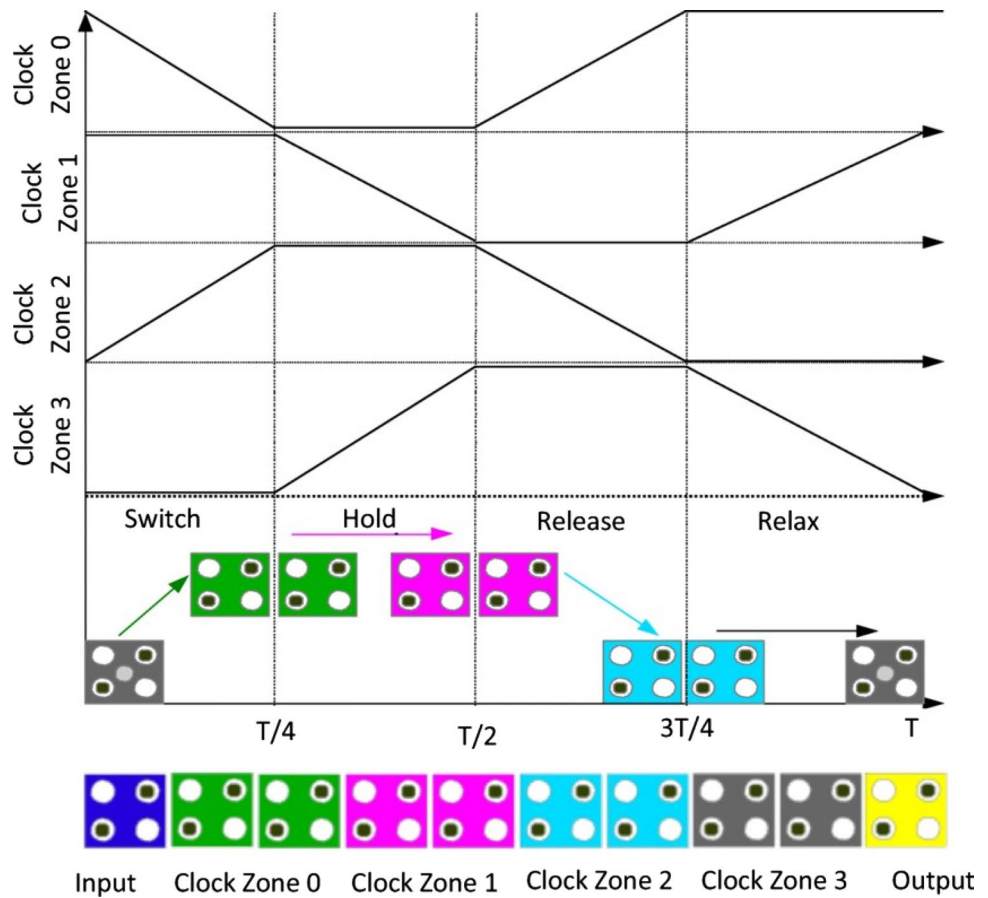 Clock
Zone 0
Clock
Zone 1
Clock
Zone 2
Clock
Zone 3
Switch
Hold
Release
Relax
T/4
T/2
3T/4
T
Input
Clock Zone 0
Clock Zone 1
Clock Zone 2
Clock Zone 3
Output